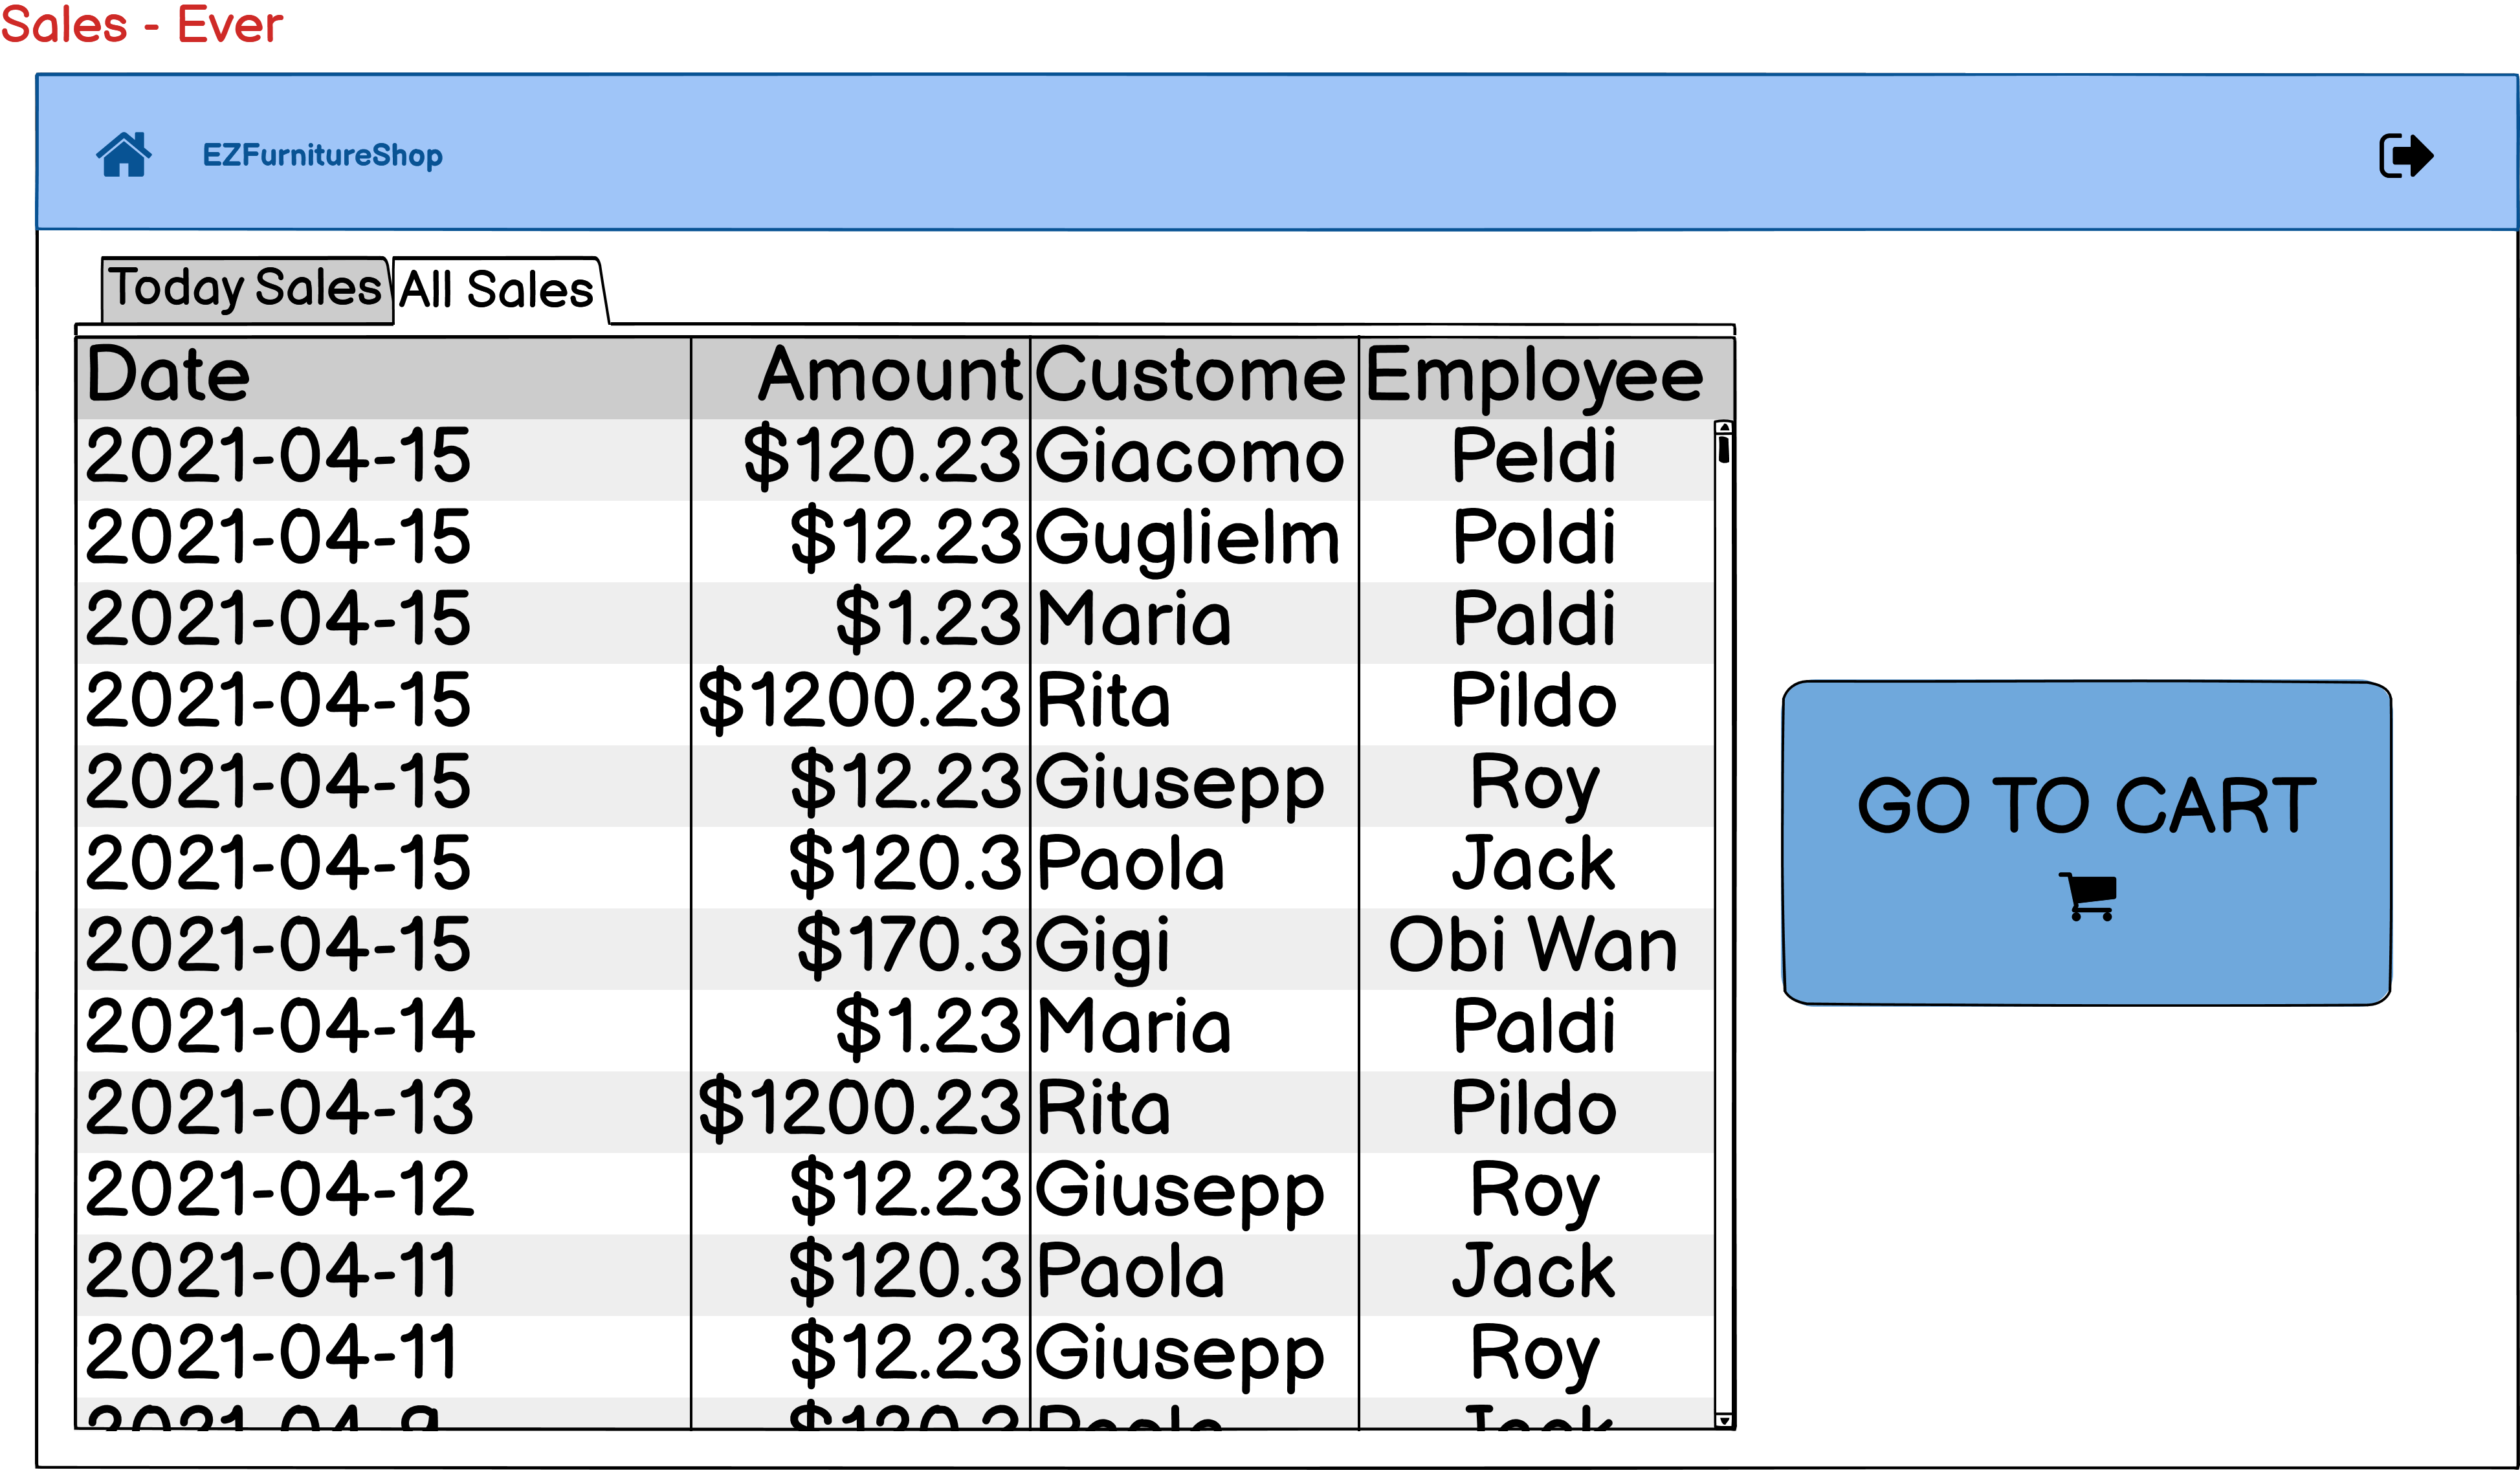 Sales - Ever
EZFurnitureShop
Today Sales All Sales
Date Amount Custome Employee
2021-04-15 $120.23 Giacomo Peldi
2021-04-15 $12.23 Guglielm Poldi
2021-04-15 $1.23 Maria Paldi
2021-04-15 $1200.23 Rita Pildo
2021-04-15 $12.23 Giusepp Roy
2021-04-15 $120.3 Paola Jack
2021-04-15 $170.3 Gigi Obi Wan
2021-04-14 $1.23 Maria Paldi
2021-04-13 $1200.23 Rita Pildo
2021-04-12 $12.23 Giusepp Roy
2021-04-11 $120.3 Paola Jack
2021-04-11 $12.23 Giusepp Roy
GO TO CART